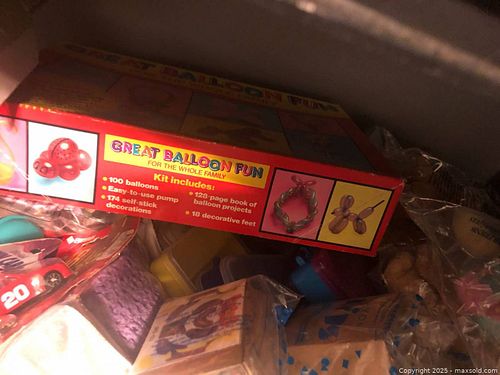 GREAT BALLOON FUN
GREAT BALLOON FUN
FOR THE WHOLE FAMILY
Kit includes:
• 100 balloons
• Easy-to-use pump
• 174 self-stick
decorations
• 128 page book of
balloon projects
• 18 decorative feet
20
Copyright 2025 - maxsold.com